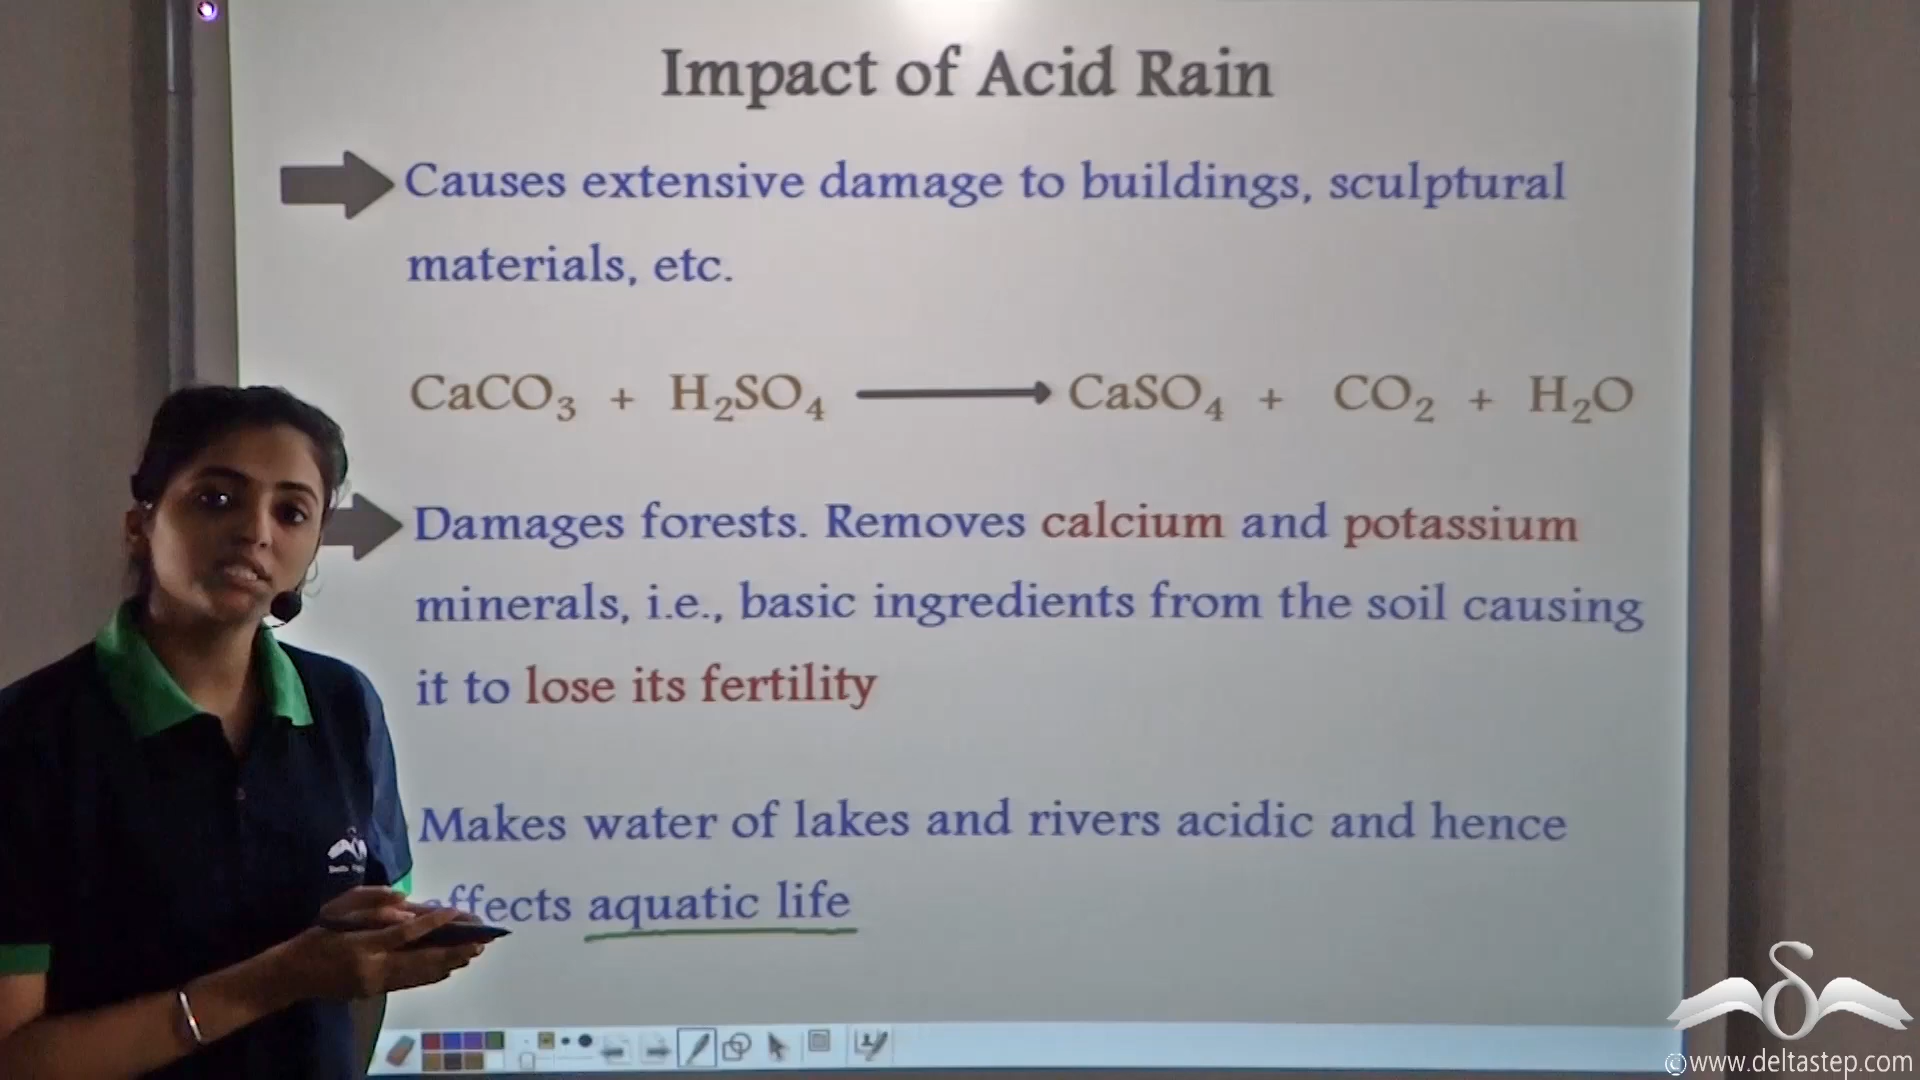 Impact of Acid Rain
Causes extensive damage to buildings, sculptural
materials, etc.
CaCO₃ + H₂SO₄ → CaSO₄ + CO₂ + H₂O
Damages forests. Removes calcium and potassium
minerals, i.e., basic ingredients from the soil causing
it to lose its fertility
Makes water of lakes and rivers acidic and hence
affects aquatic life
©www.deltastep.com